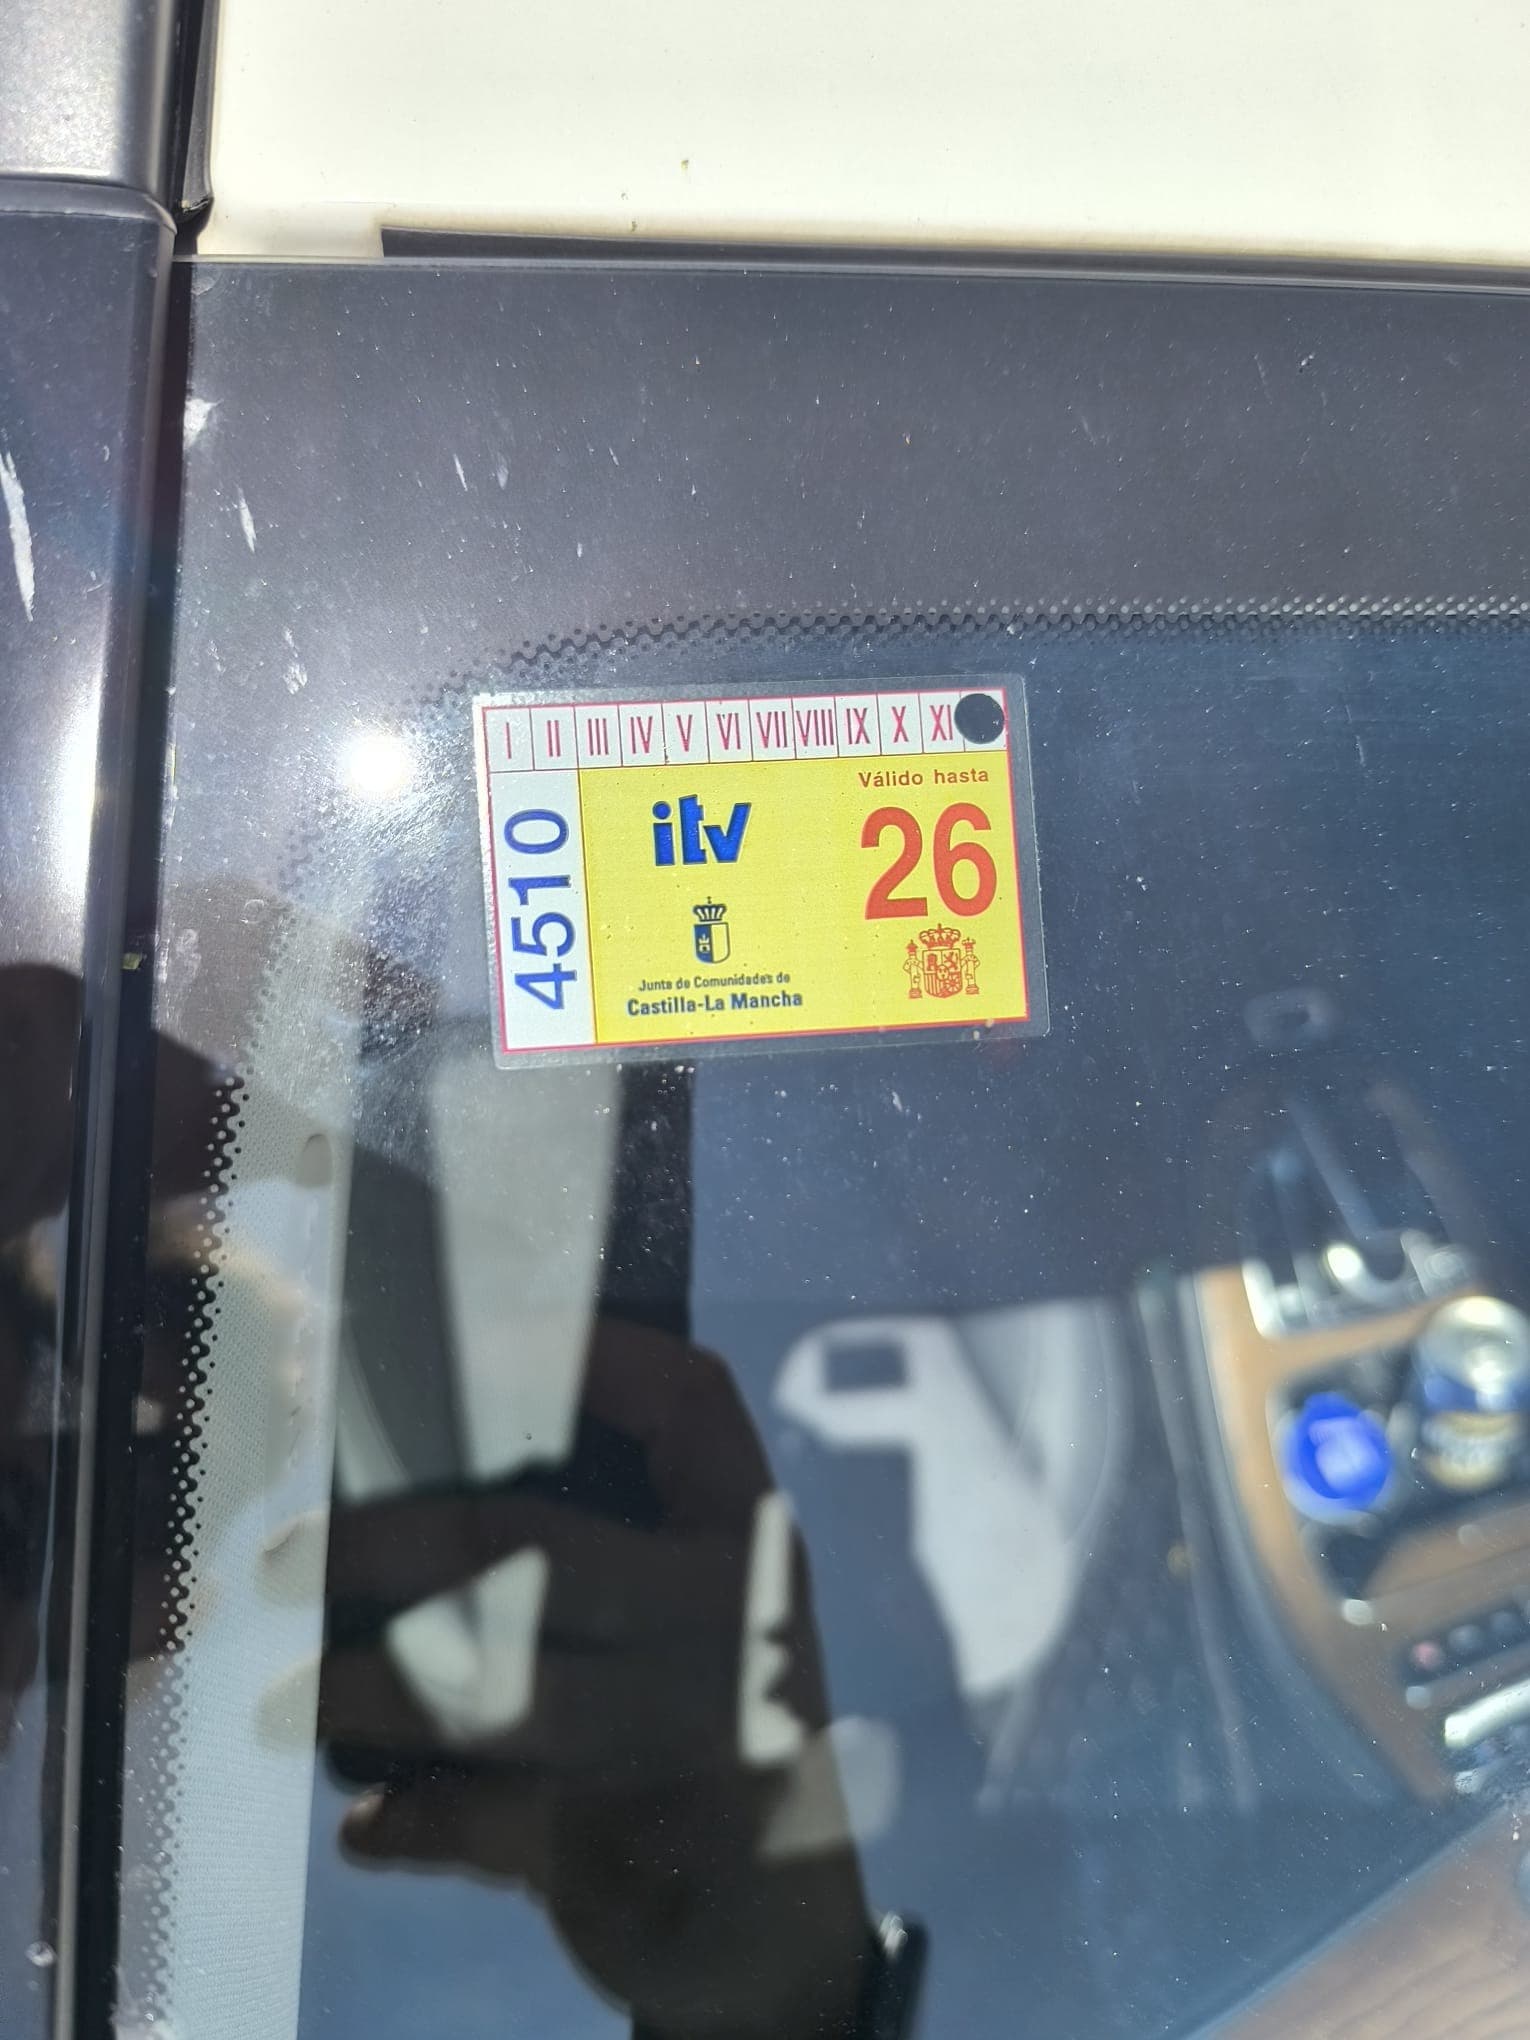 I II III IV V VI VII VIII IX X XI
Válido hasta
26
itv
4510
Junta de Comunidades de
Castilla-La Mancha